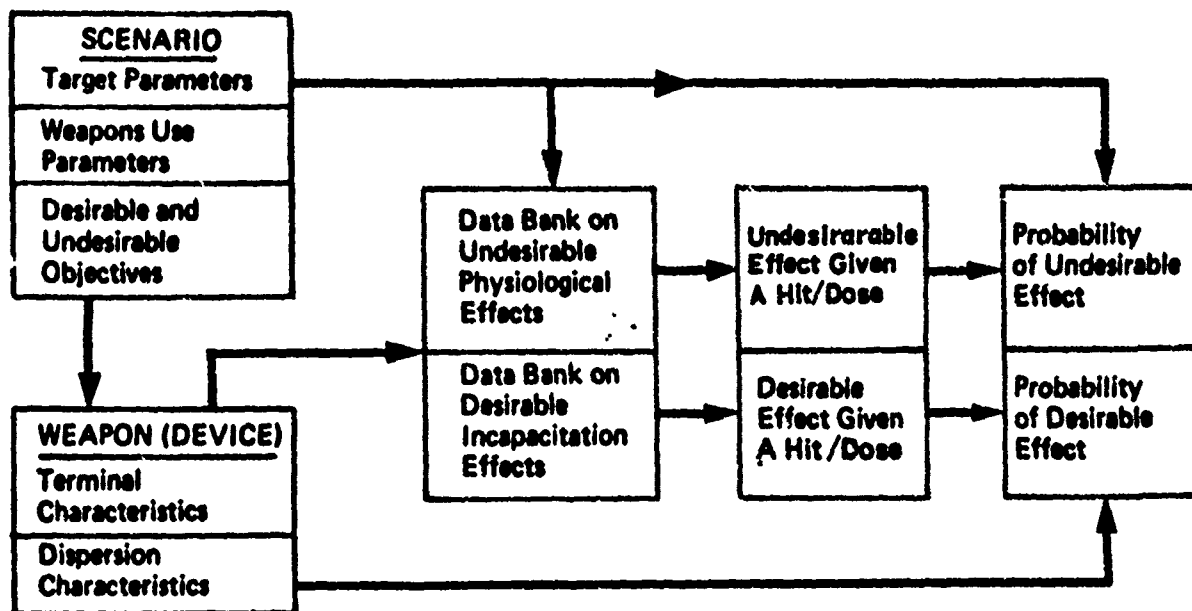 SCENARIO
Target Parameters
Weapons Use
Parameters
Desirable and
Undesirable
Objectives
WEAPON (DEVICE)
Terminal
Characteristics
Dispersion
Characteristics
Data Bank on
Undesirable
Physiological
Effects
Data Bank on
Desirable
Incapacitation
Effects
Undesirarable
Effect Given
A Hit/Dose
Desirable
Effect Given
A Hit/Dose
Probability
of Undesirable
Effect
Probability
of Desirable
Effect